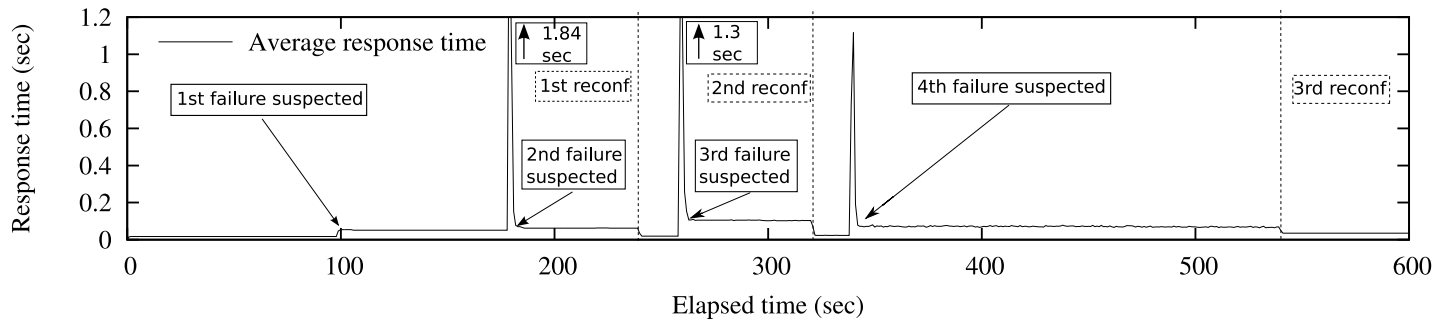 Response time (sec)
1.2
1
0.8
0.6
0.4
0.2
0
Average response time
1.84
sec
1.3
sec
1st failure suspected
1st reconf
2nd reconf
4th failure suspected
3rd reconf
2nd failure
suspected
3rd failure
suspected
0
100
200
300
400
500
600
Elapsed time (sec)